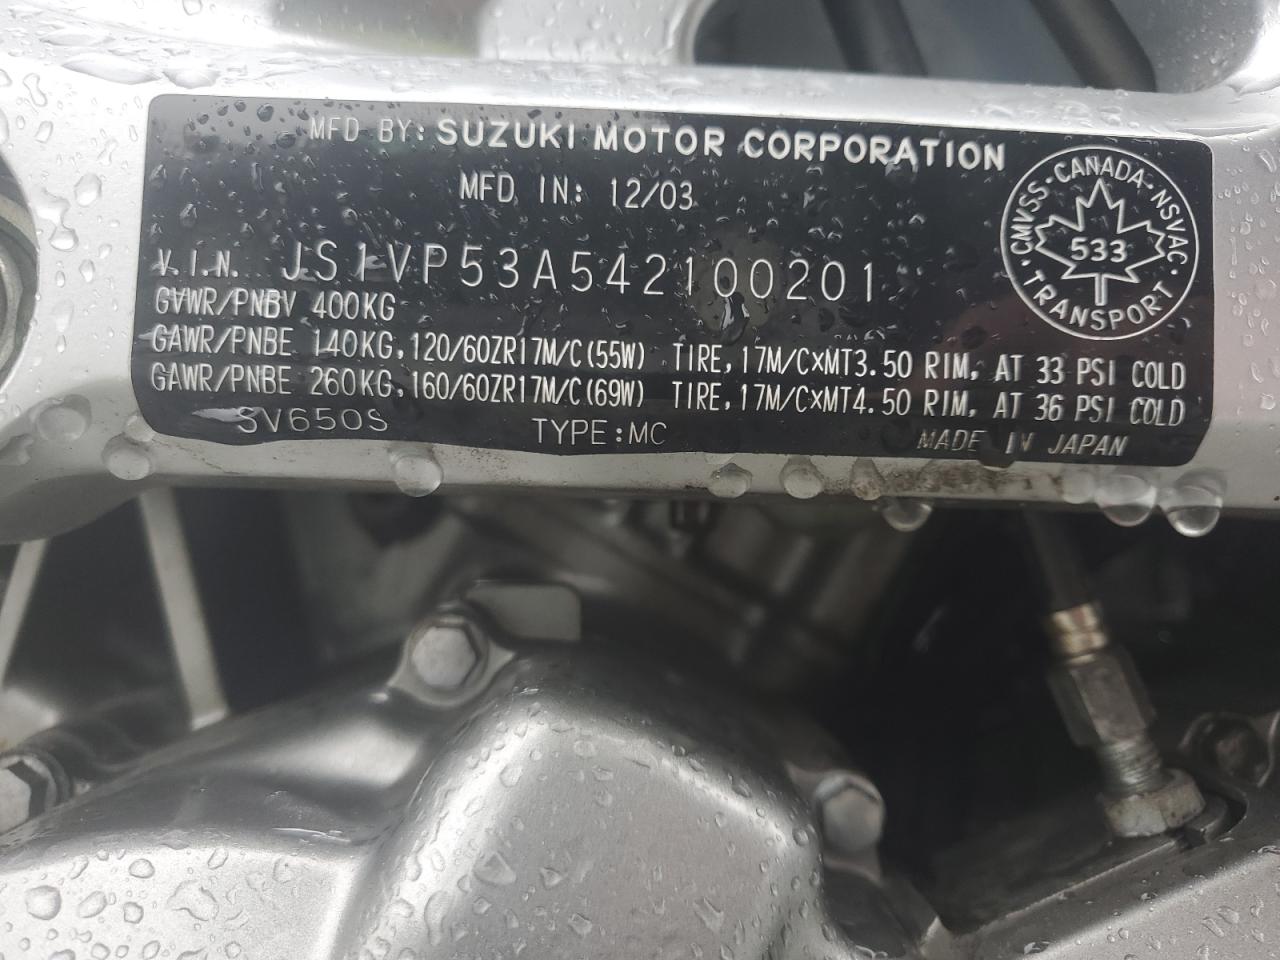 MFD BY: SUZUKI MOTOR CORPORATION
MFD IN: 12/03
V.I.N. JS1VP53A542100201
GVWR/PNBV 400KG
GAWR/PNBE 140KG,120/60ZR17M/C(55W) TIRE,17M/C×MT3.50 RIM, AT 33 PSI COLD
GAWR/PNBE 260KG,160/60ZR17M/C(69W) TIRE,17M/C×MT4.50 RIM, AT 36 PSI COLD
SV650S TYPE:MC MADE IN JAPAN
CMVSS·CANADA·NSVAC·
TRANSPORT
533